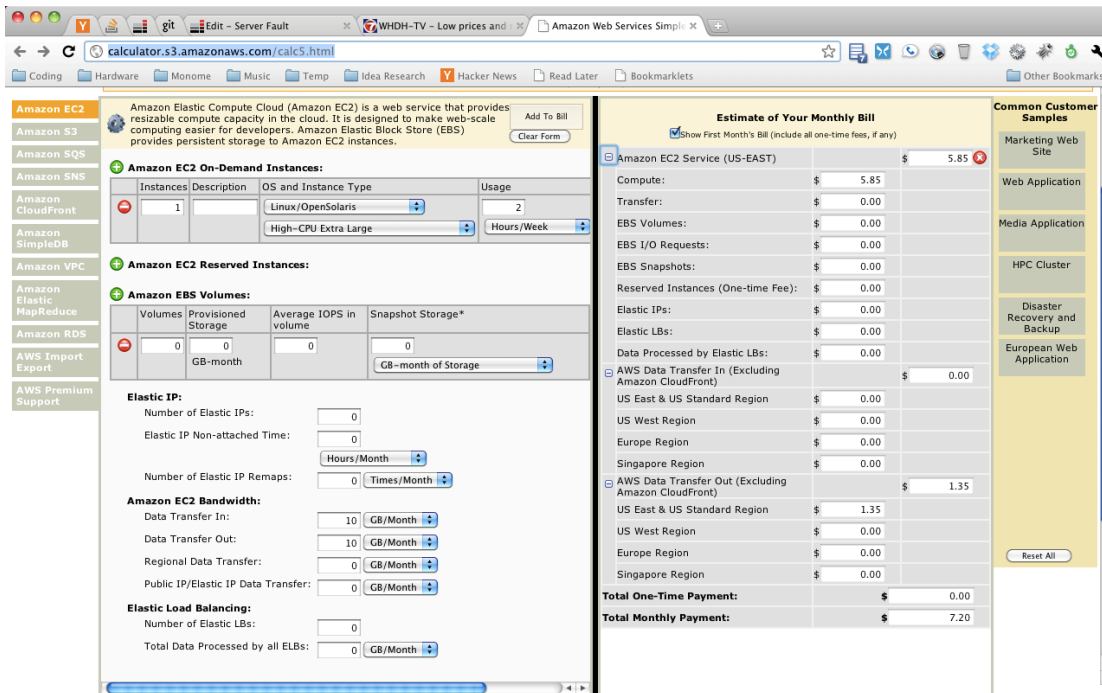 git
Edit – Server Fault
WHDH–TV – Low prices and
Amazon Web Services Simple
calculator.s3.amazonaws.com/calc5.html
Coding
Hardware
Monome
Music
Temp
Idea Research
Hacker News
Read Later
Bookmarklets
Other Bookmarks
Amazon EC2
Amazon S3
Amazon SQS
Amazon SNS
Amazon
CloudFront
Amazon
SimpleDB
Amazon VPC
Amazon
Elastic
MapReduce
Amazon RDS
AWS Import
Export
AWS Premium
Support
Amazon Elastic Compute Cloud (Amazon EC2) is a web service that provides
resizable compute capacity in the cloud. It is designed to make web-scale
computing easier for developers. Amazon Elastic Block Store (EBS)
provides persistent storage to Amazon EC2 instances.
Add To Bill
Clear Form
Amazon EC2 On-Demand Instances:
Instances Description OS and Instance Type Usage
1 Linux/OpenSolaris 2
High-CPU Extra Large Hours/Week
Amazon EC2 Reserved Instances:
Amazon EBS Volumes:
Volumes Provisioned Storage Average IOPS in volume Snapshot Storage*
0 0 0 0
GB-month GB-month of Storage
Elastic IP:
Number of Elastic IPs: 0
Elastic IP Non-attached Time: 0
Hours/Month
Number of Elastic IP Remaps: 0 Times/Month
Amazon EC2 Bandwidth:
Data Transfer In: 10 GB/Month
Data Transfer Out: 10 GB/Month
Regional Data Transfer: 0 GB/Month
Public IP/Elastic IP Data Transfer: 0 GB/Month
Elastic Load Balancing:
Number of Elastic LBs: 0
Total Data Processed by all ELBs: 0 GB/Month
Estimate of Your Monthly Bill
Show First Month's Bill (include all one-time fees, if any)
Amazon EC2 Service (US-EAST) $ 5.85
Compute: $ 5.85
Transfer: $ 0.00
EBS Volumes: $ 0.00
EBS I/O Requests: $ 0.00
EBS Snapshots: $ 0.00
Reserved Instances (One-time Fee): $ 0.00
Elastic IPs: $ 0.00
Elastic LBs: $ 0.00
Data Processed by Elastic LBs: $ 0.00
AWS Data Transfer In (Excluding
Amazon CloudFront) $ 0.00
US East & US Standard Region $ 0.00
US West Region $ 0.00
Europe Region $ 0.00
Singapore Region $ 0.00
AWS Data Transfer Out (Excluding
Amazon CloudFront) $ 1.35
US East & US Standard Region $ 1.35
US West Region $ 0.00
Europe Region $ 0.00
Singapore Region $ 0.00
Total One-Time Payment: $ 0.00
Total Monthly Payment: $ 7.20
Common Customer
Samples
Marketing Web
Site
Web Application
Media Application
HPC Cluster
Disaster
Recovery and
Backup
European Web
Application
Reset All